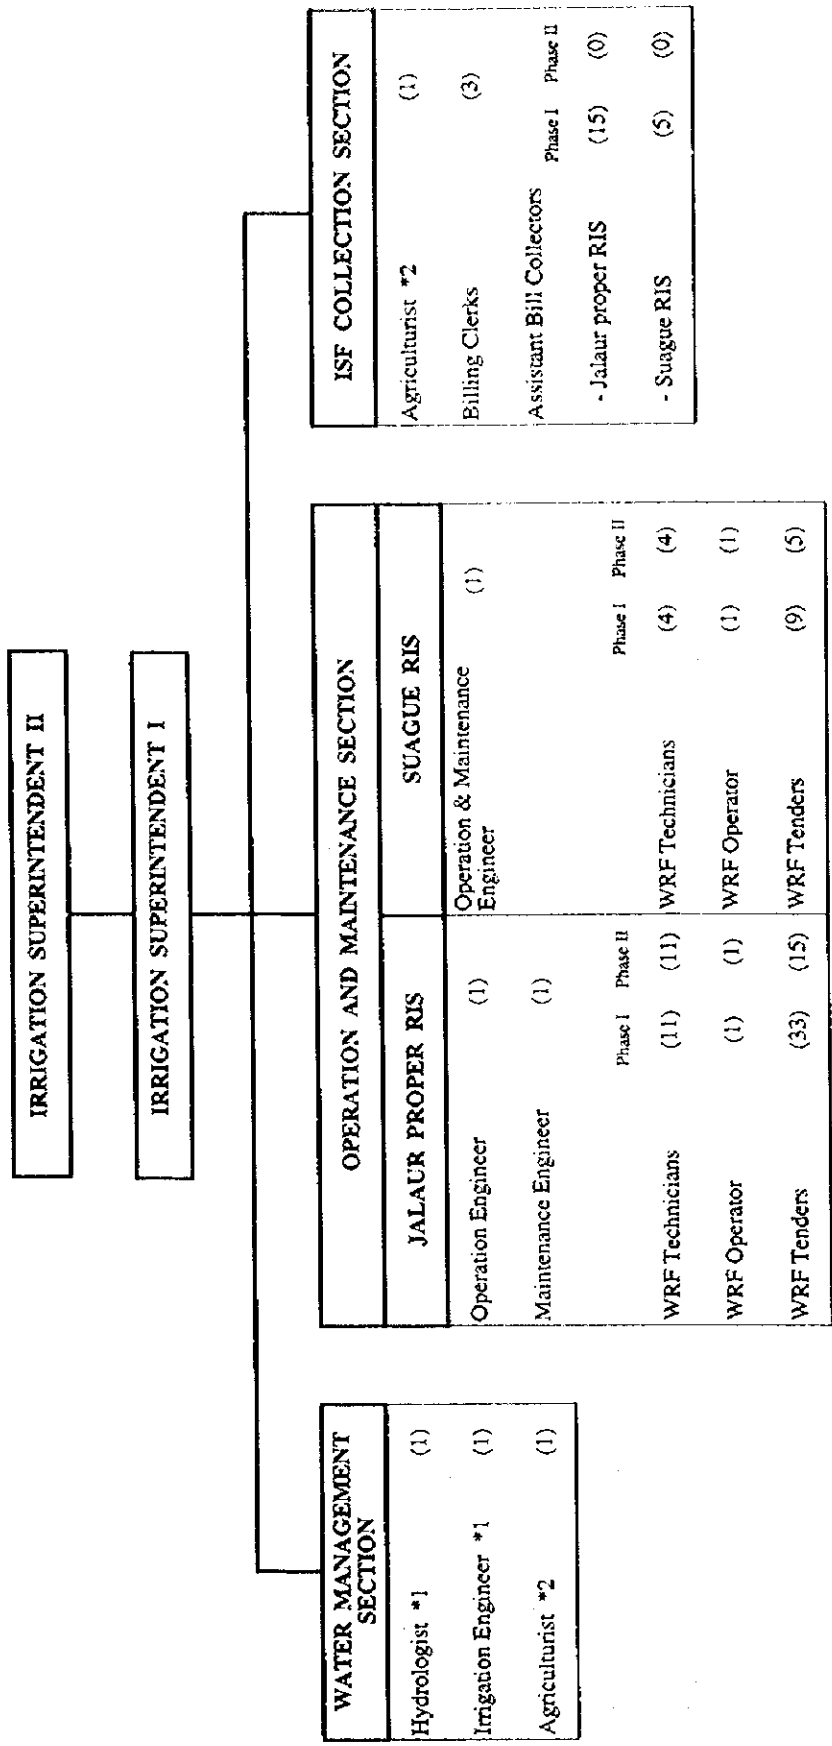 IRRIGATION SUPERINTENDENT II
IRRIGATION SUPERINTENDENT I
WATER MANAGEMENT
SECTION
Hydrologist *1 (1)
Irrigation Engineer *1 (1)
Agriculturist *2 (1)
OPERATION AND MAINTENANCE SECTION
JALAUR PROPER RIS
Operation Engineer (1)
Maintenance Engineer (1)
Phase I Phase II
WRF Technicians (11) (11)
WRF Operator (1) (1)
WRF Tenders (33) (15)
SUAGUE RIS
Operation & Maintenance
Engineer (1)
Phase I Phase II
WRF Technicians (4) (4)
WRF Operator (1) (1)
WRF Tenders (9) (5)
ISF COLLECTION SECTION
Agriculturist *2 (1)
Billing Clerks (3)
Assistant Bill Collectors
Phase I Phase II
- Jalaur proper RIS (15) (0)
- Suague RIS (5) (0)